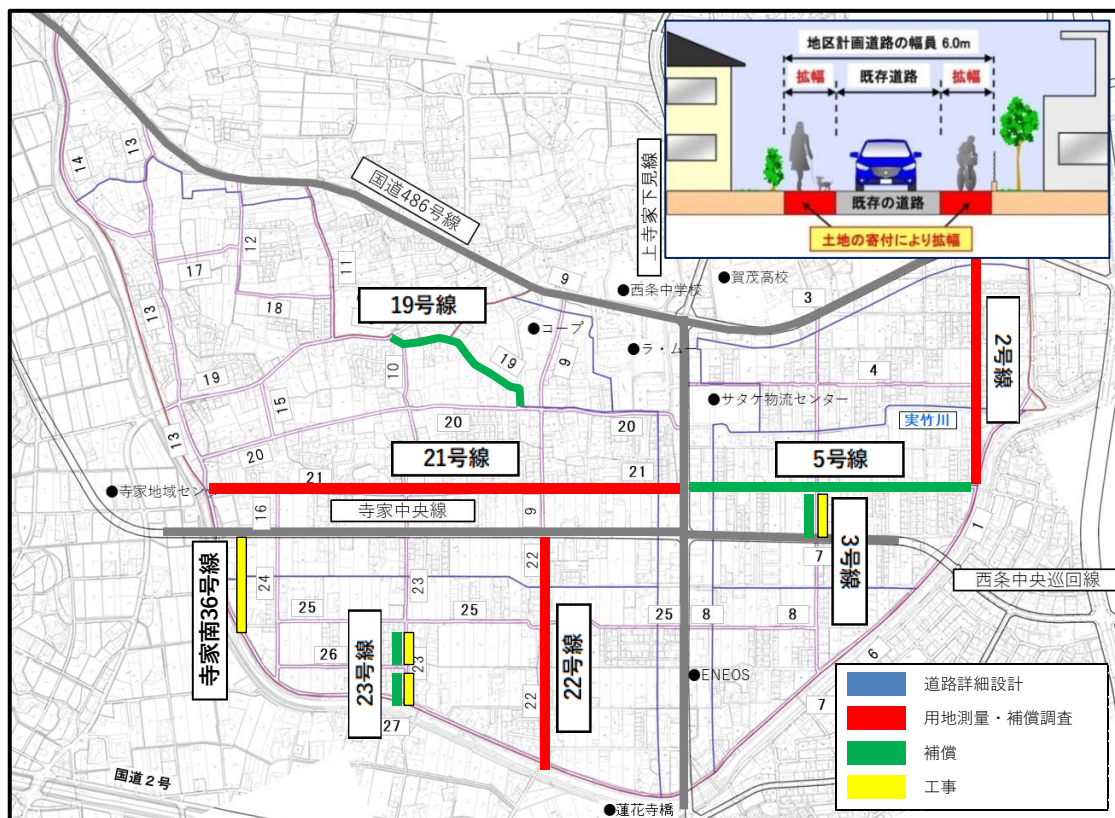 地区計画道路の幅員 6.0m
拡幅
既存道路
拡幅
既存の道路
土地の寄付により拡幅
14
13
国道486号線
上寺家下見線
12
11
17
18
9
●西条中学校
●賀茂高校
3
13
19号線
●コープ
●ラ・ムー
2号線
10
19
9
4
19
15
●サタケ物流センター
実竹川
13
20
20
20
21号線
5号線
21
21
●寺家地域セン
16
寺家中央線
9
3号線
7
1
西条中央巡回線
寺家南36号線
24
23
22
25
25
25
8
8
26
23号線
23
22号線
22
27
●ENEOS
6
7
国道2号
●蓮花寺橋
道路詳細設計
用地測量・補償調査
補償
工事